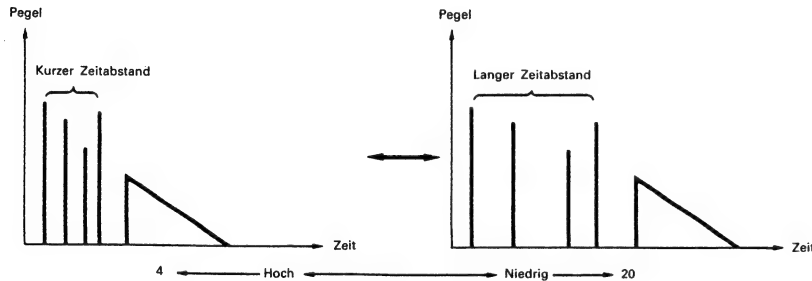 Pegel
Kurzer Zeitabstand
Zeit
Pegel
Langer Zeitabstand
Zeit
4 Hoch Niedrig 20